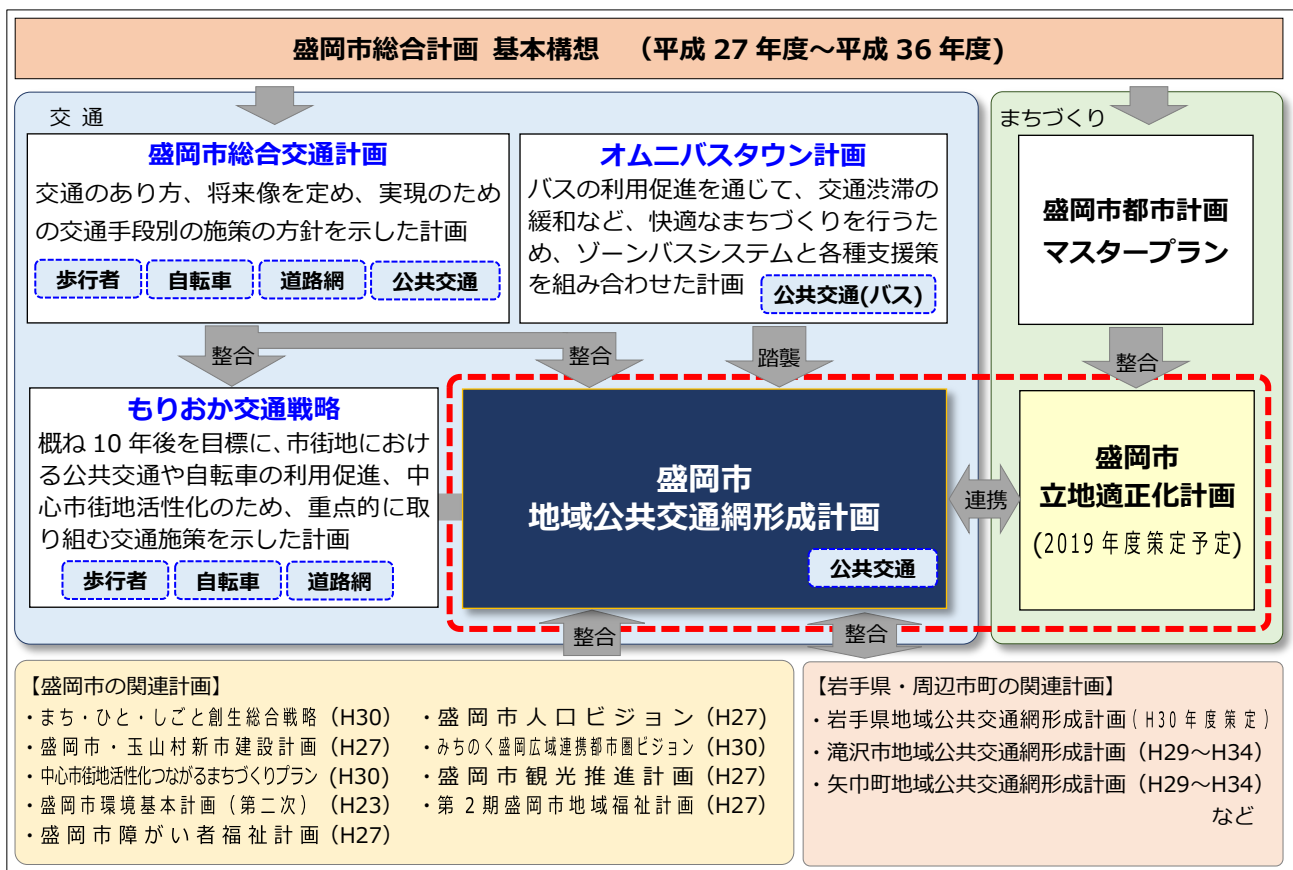 盛岡市総合計画 基本構想 (平成 27 年度～平成 36 年度)
交 通
盛岡市総合交通計画
交通のあり方、将来像を定め、実現のため
の交通手段別の施策の方針を示した計画
歩行者 自転車 道路網 公共交通
オムニバスタウン計画
バスの利用促進を通じて、交通渋滞の
緩和など、快適なまちづくりを行うた
め、ゾーンバスシステムと各種支援策
を組み合わせた計画
公共交通(バス)
まちづくり
盛岡市都市計画
マスタープラン
整合
整合
踏襲
整合
もりおか交通戦略
概ね 10 年後を目標に、市街地におけ
る公共交通や自転車の利用促進、中
心市街地活性化のため、重点的に取
り組む交通施策を示した計画
歩行者 自転車 道路網
盛岡市
地域公共交通網形成計画
公共交通
連携
盛岡市
立地適正化計画
(2019 年度策定予定)
整合
整合
【盛岡市の関連計画】
・まち・ひと・しごと創生総合戦略 (H30)
・盛岡市・玉山村新市建設計画 (H27)
・中心市街地活性化つながるまちづくりプラン (H30)
・盛岡市環境基本計画（第二次） (H23)
・盛岡市障がい者福祉計画 (H27)
・盛岡市人口ビジョン (H27)
・みちのく盛岡広域連携都市圏ビジョン (H30)
・盛岡市観光推進計画 (H27)
・第 2 期盛岡市地域福祉計画 (H27)
【岩手県・周辺市町の関連計画】
・岩手県地域公共交通網形成計画 (H30 年度策定)
・滝沢市地域公共交通網形成計画 (H29～H34)
・矢巾町地域公共交通網形成計画 (H29～H34)
など